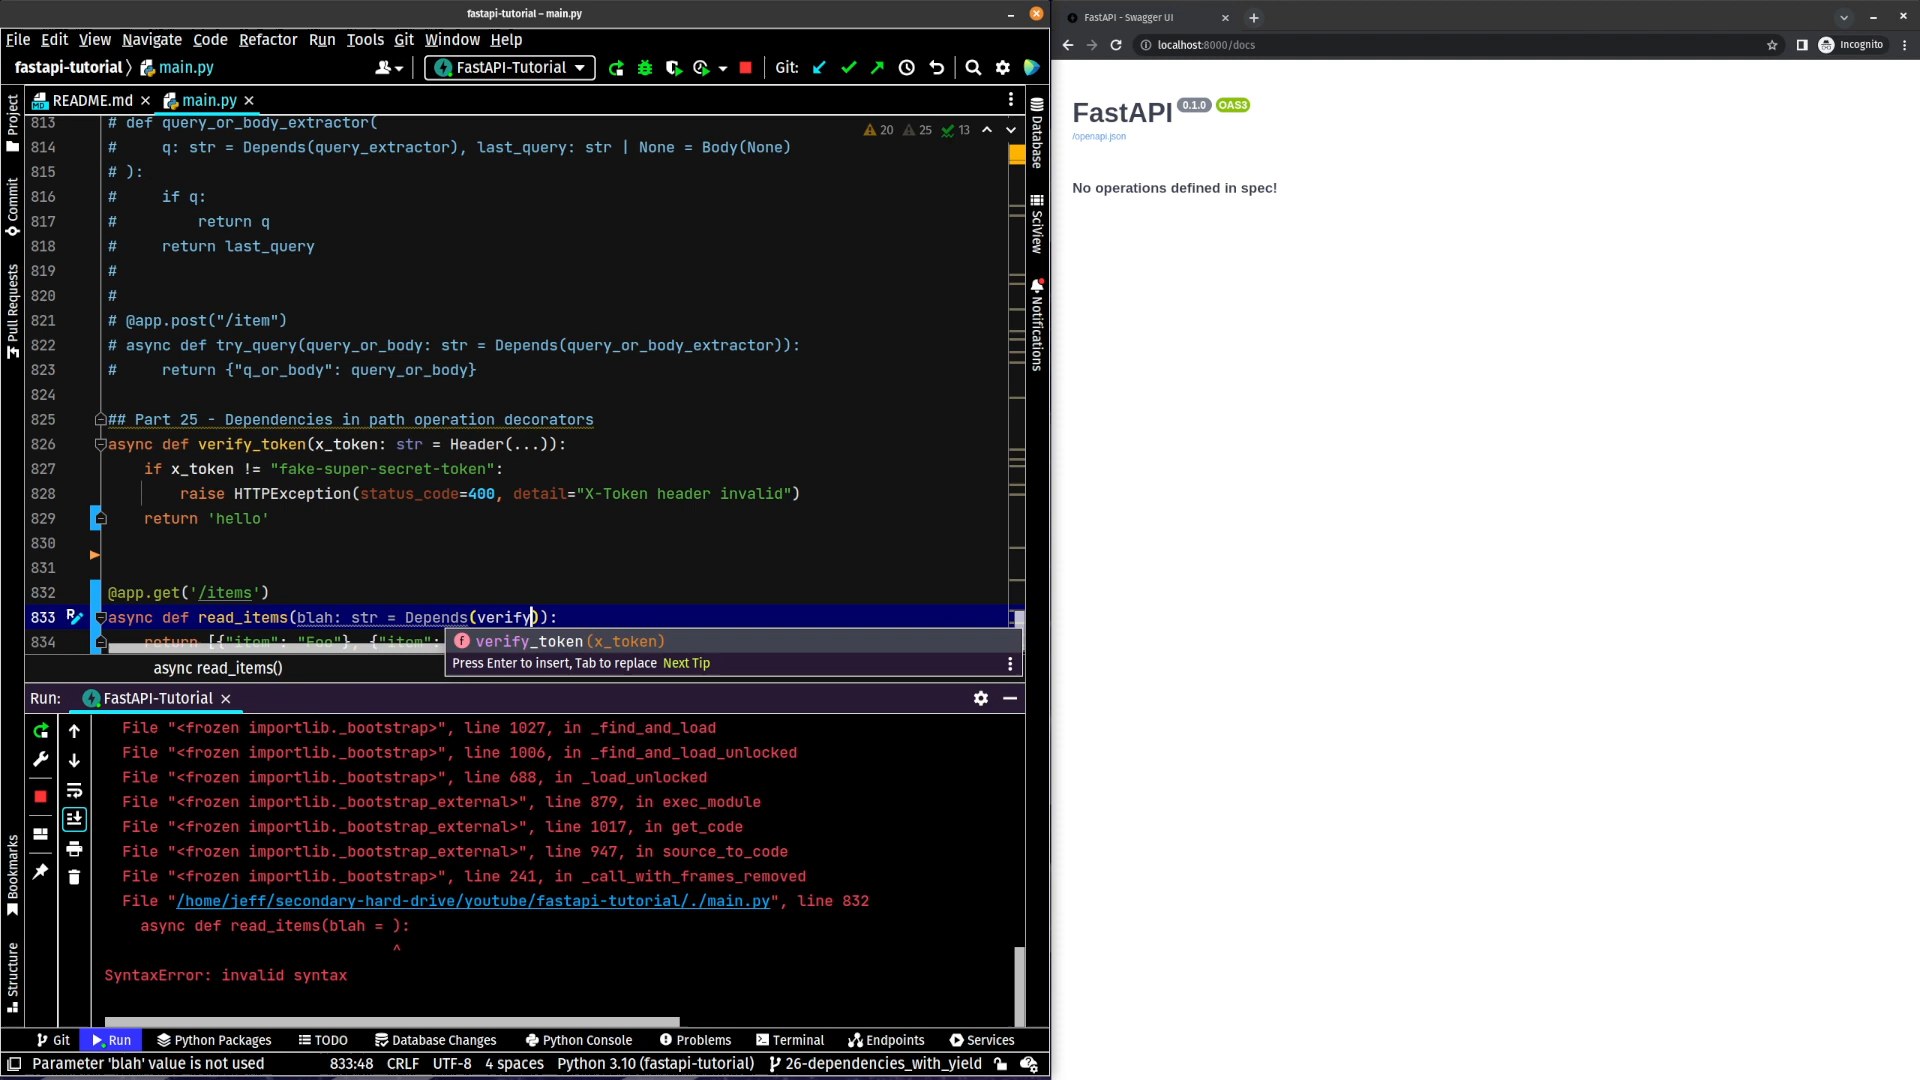 fastapi-tutorial – main.py
File Edit View Navigate Code Refactor Run Tools Git Window Help
fastapi-tutorial main.py
FastAPI-Tutorial
Git:
README.md
main.py
813 # def query_or_body_extractor(
814 #     q: str = Depends(query_extractor), last_query: str | None = Body(None)
815 # ):
816 #     if q:
817 #         return q
818 #     return last_query
819 #
820 #
821 # @app.post("/item")
822 # async def try_query(query_or_body: str = Depends(query_or_body_extractor)):
823 #     return {"q_or_body": query_or_body}
824
825 ## Part 25 - Dependencies in path operation decorators
826 async def verify_token(x_token: str = Header(...)):
827     if x_token != "fake-super-secret-token":
828         raise HTTPException(status_code=400, detail="X-Token header invalid")
829     return 'hello'
830
831
832 @app.get('/items')
833 async def read_items(blah: str = Depends(verify)):
834     return [{"item": "Foo"}, {"item":
20 25 13
verify_token(x_token)
Press Enter to insert, Tab to replace Next Tip
async read_items()
Project
Commit
Pull Requests
Bookmarks
Structure
Database
SciView
Notifications
Run: FastAPI-Tutorial
File "<frozen importlib._bootstrap>", line 1027, in _find_and_load
File "<frozen importlib._bootstrap>", line 1006, in _find_and_load_unlocked
File "<frozen importlib._bootstrap>", line 688, in _load_unlocked
File "<frozen importlib._bootstrap_external>", line 879, in exec_module
File "<frozen importlib._bootstrap_external>", line 1017, in get_code
File "<frozen importlib._bootstrap_external>", line 947, in source_to_code
File "<frozen importlib._bootstrap>", line 241, in _call_with_frames_removed
File "/home/jeff/secondary-hard-drive/youtube/fastapi-tutorial/./main.py", line 832
async def read_items(blah = ):
^
SyntaxError: invalid syntax
Git Run Python Packages TODO Database Changes Python Console Problems Terminal Endpoints Services
Parameter 'blah' value is not used 833:48 CRLF UTF-8 4 spaces Python 3.10 (fastapi-tutorial) 26-dependencies_with_yield
FastAPI - Swagger UI
localhost:8000/docs
Incognito
FastAPI 0.1.0 OAS3
/openapi.json
No operations defined in spec!